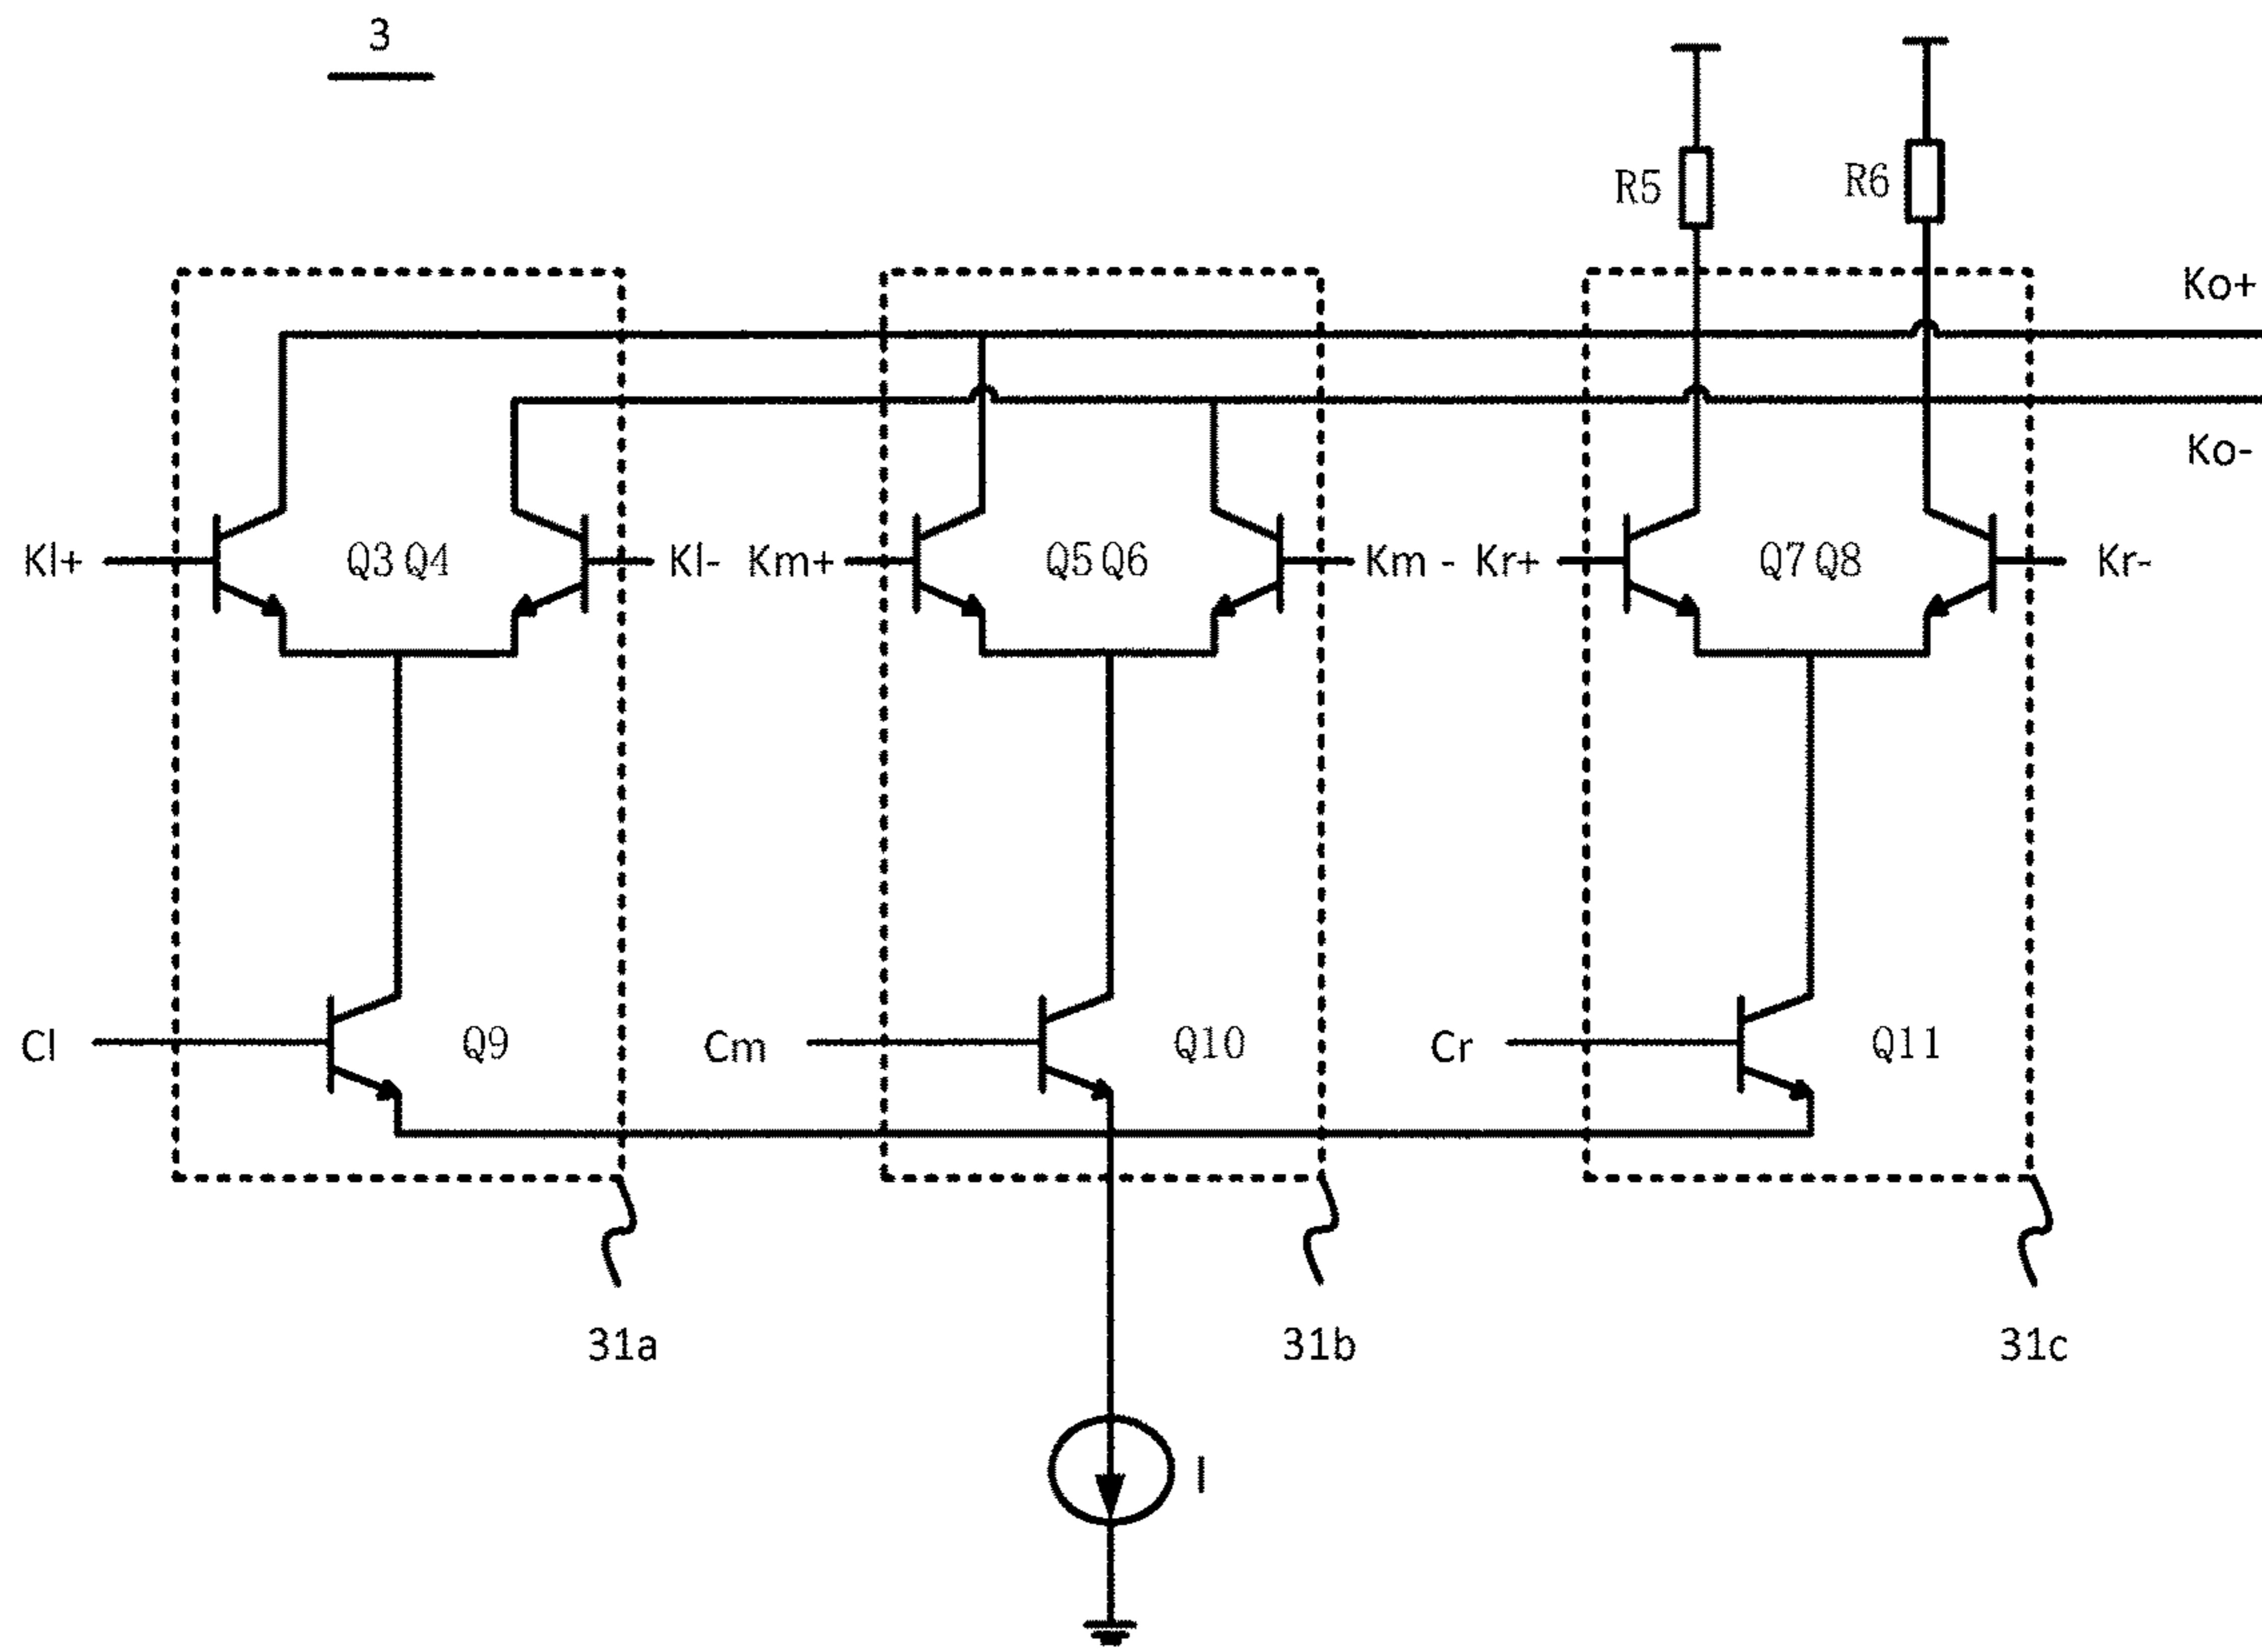 3
R5
R6
Ko+
Ko-
Kl+
Q3 Q4
Kl-
Km+
Q5 Q6
Km -
Kr+
Q7 Q8
Kr-
Cl
Q9
Cm
Q10
Cr
Q11
31a
31b
31c
I